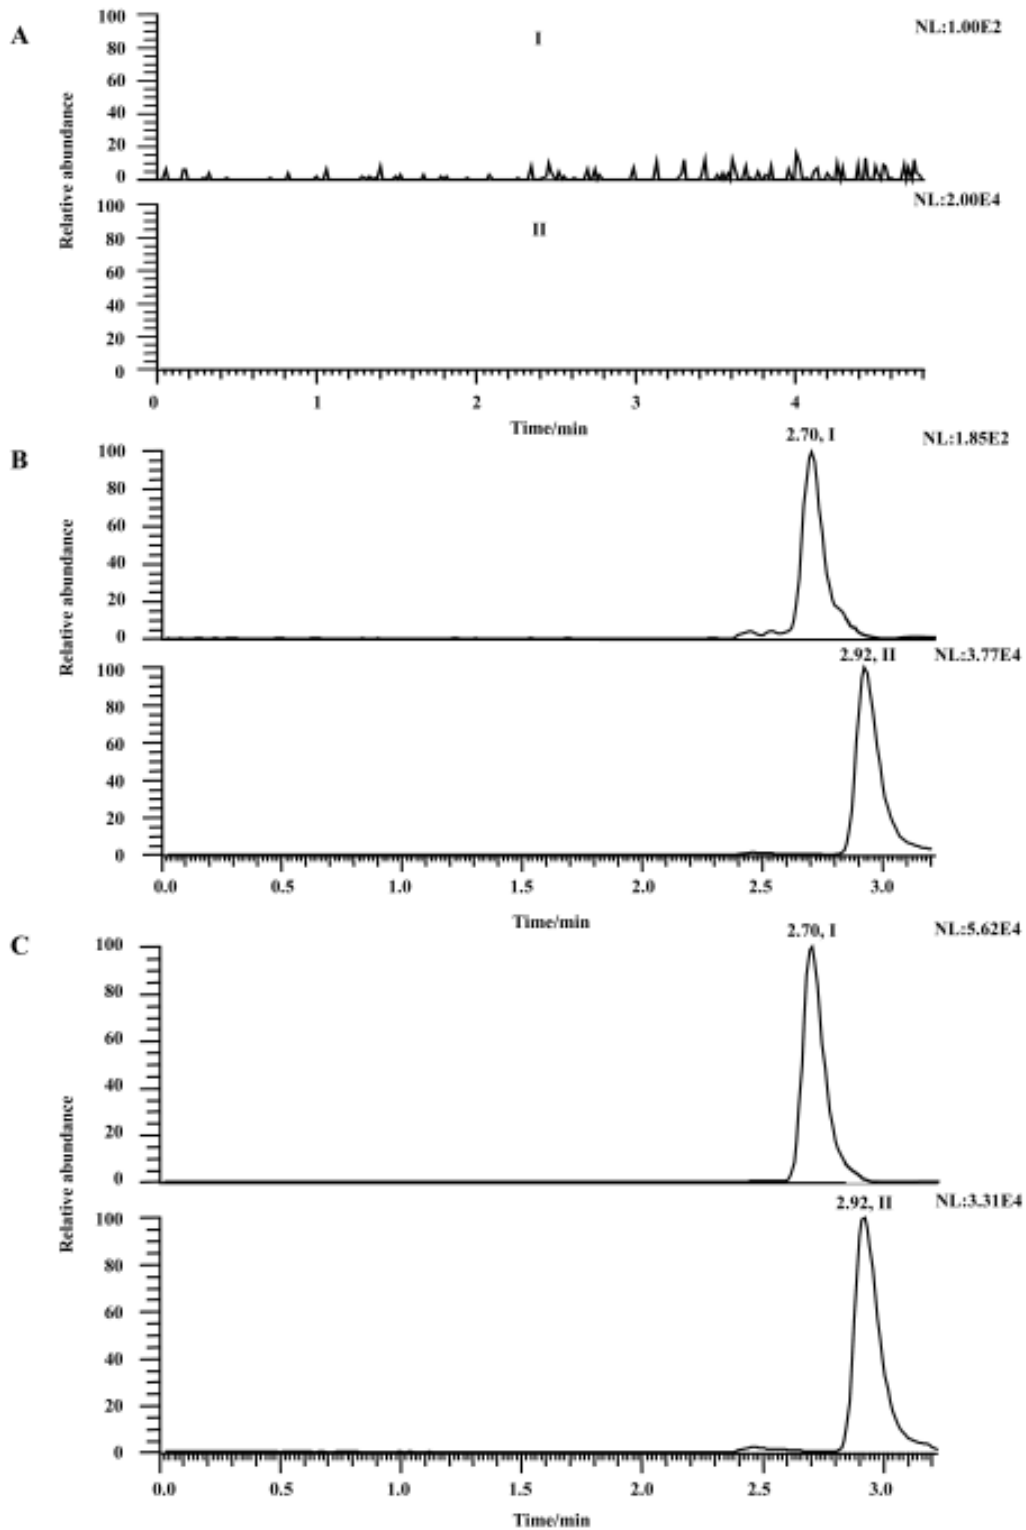 A
I
NL:1.00E2
Relative abundance
100
80
60
40
20
0
II
NL:2.00E4
100
80
60
40
20
0
0 1 2 3 4
Time/min
B
2.70, I
NL:1.85E2
Relative abundance
100
80
60
40
20
0
2.92, II
NL:3.77E4
100
80
60
40
20
0
0.0 0.5 1.0 1.5 2.0 2.5 3.0
Time/min
C
2.70, I
NL:5.62E4
Relative abundance
100
80
60
40
20
0
2.92, II
NL:3.31E4
100
80
60
40
20
0
0.0 0.5 1.0 1.5 2.0 2.5 3.0
Time/min